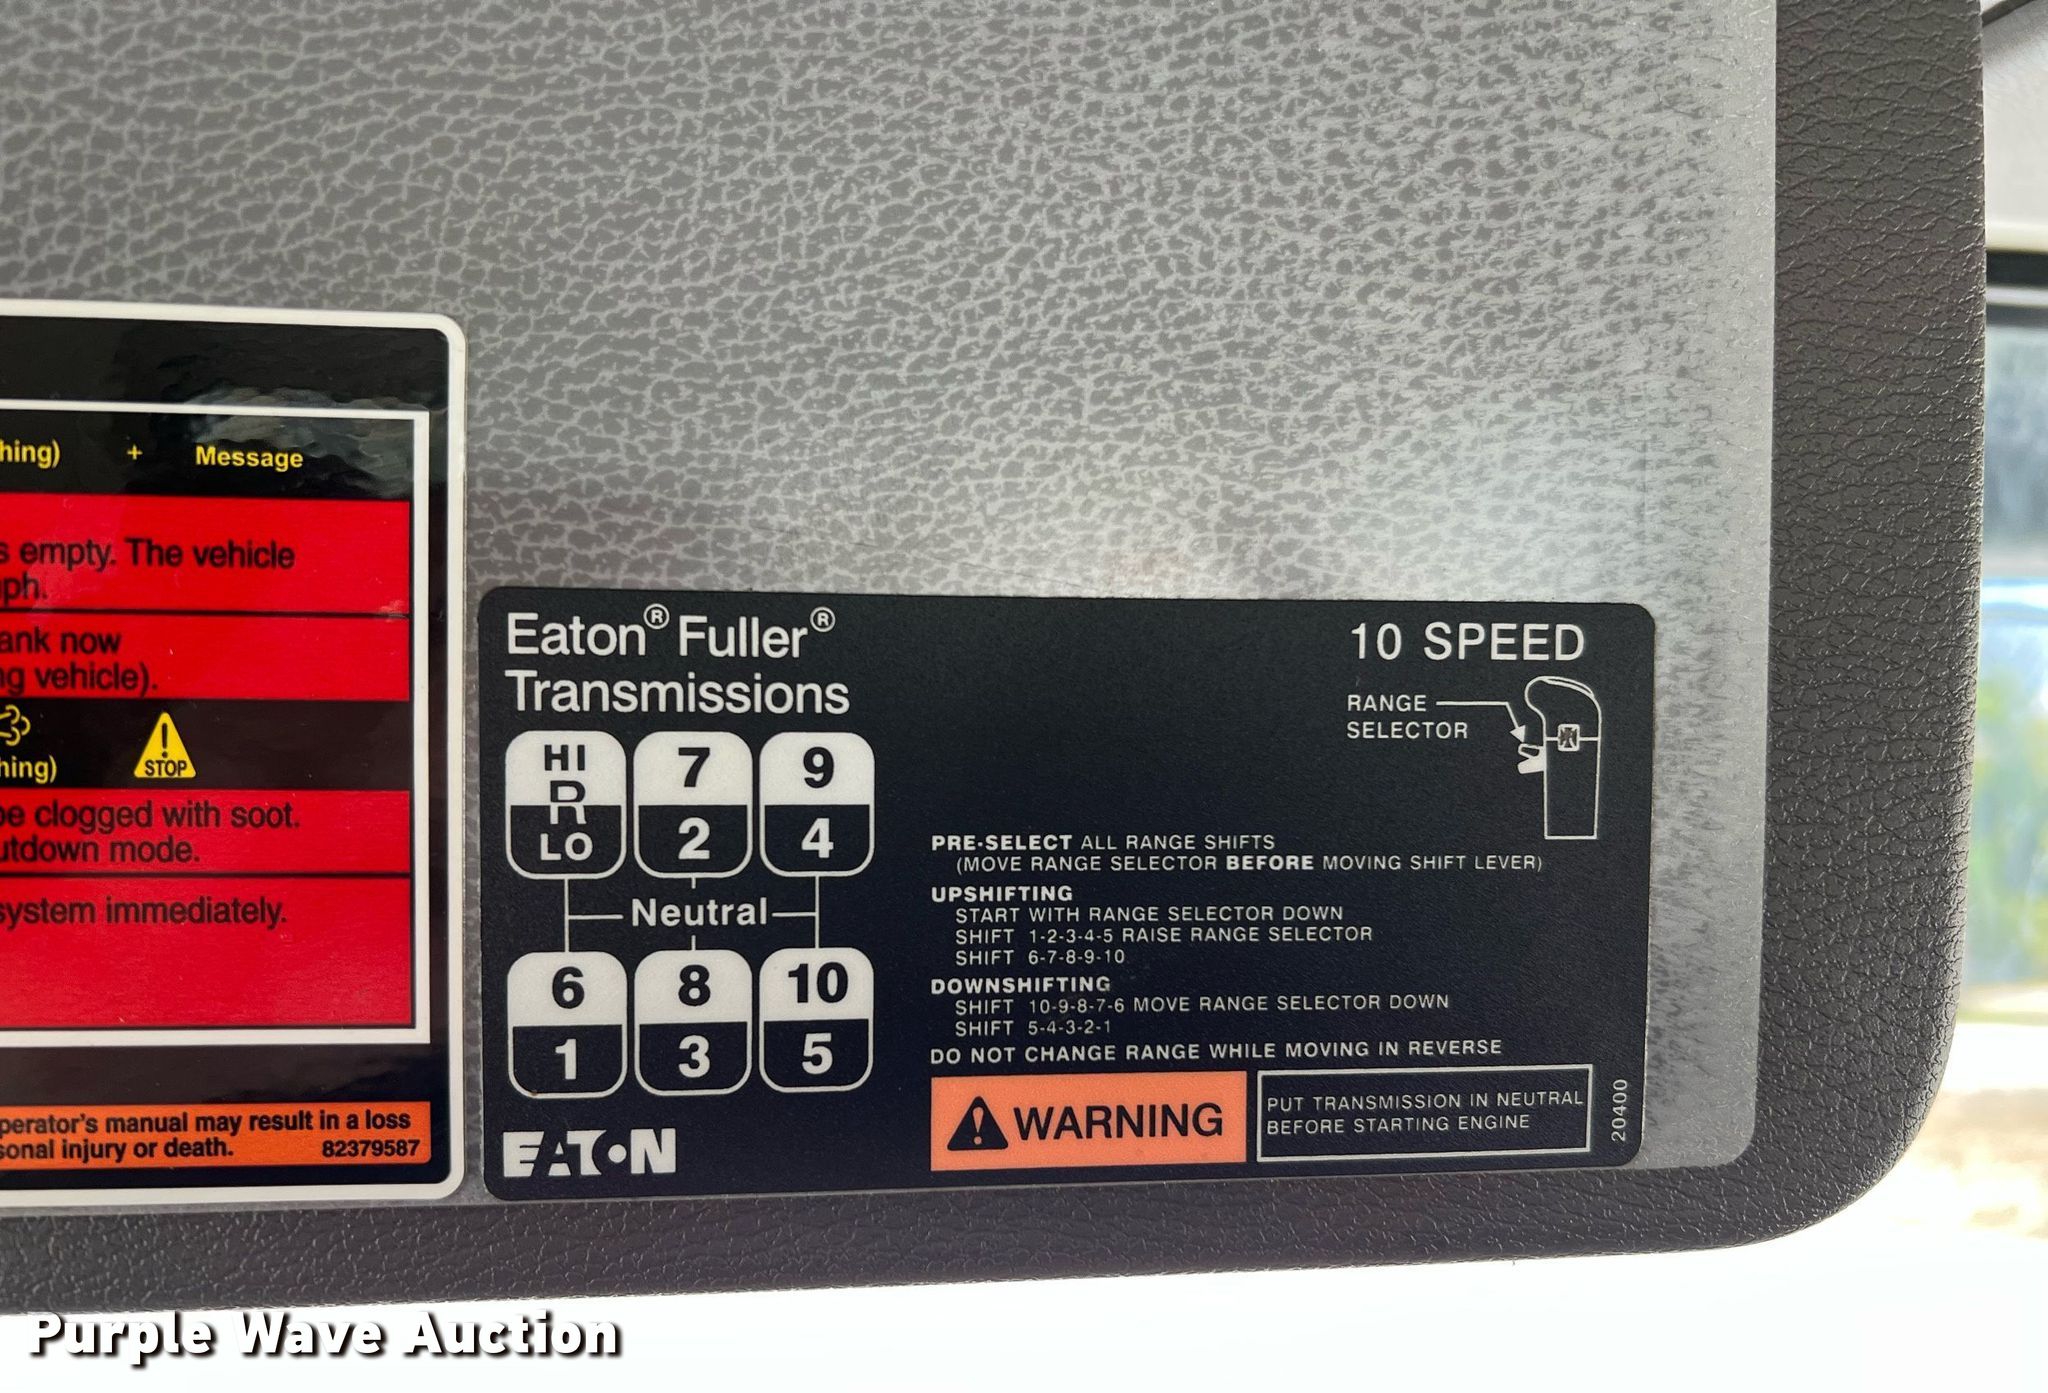 hing) + Message
s empty. The vehicle
ph.
ank now
ng vehicle).
hing) STOP
be clogged with soot.
utdown mode.
system immediately.
perator's manual may result in a loss
sonal injury or death. 82379587
Eaton® Fuller®
Transmissions
10 SPEED
RANGE
SELECTOR
HI 7 9
R
LO 2 4
Neutral
6 8 10
1 3 5
EATON
PRE-SELECT ALL RANGE SHIFTS
(MOVE RANGE SELECTOR BEFORE MOVING SHIFT LEVER)
UPSHIFTING
START WITH RANGE SELECTOR DOWN
SHIFT 1-2-3-4-5 RAISE RANGE SELECTOR
SHIFT 6-7-8-9-10
DOWNSHIFTING
SHIFT 10-9-8-7-6 MOVE RANGE SELECTOR DOWN
SHIFT 5-4-3-2-1
DO NOT CHANGE RANGE WHILE MOVING IN REVERSE
WARNING
PUT TRANSMISSION IN NEUTRAL
BEFORE STARTING ENGINE
20400
Purple Wave Auction